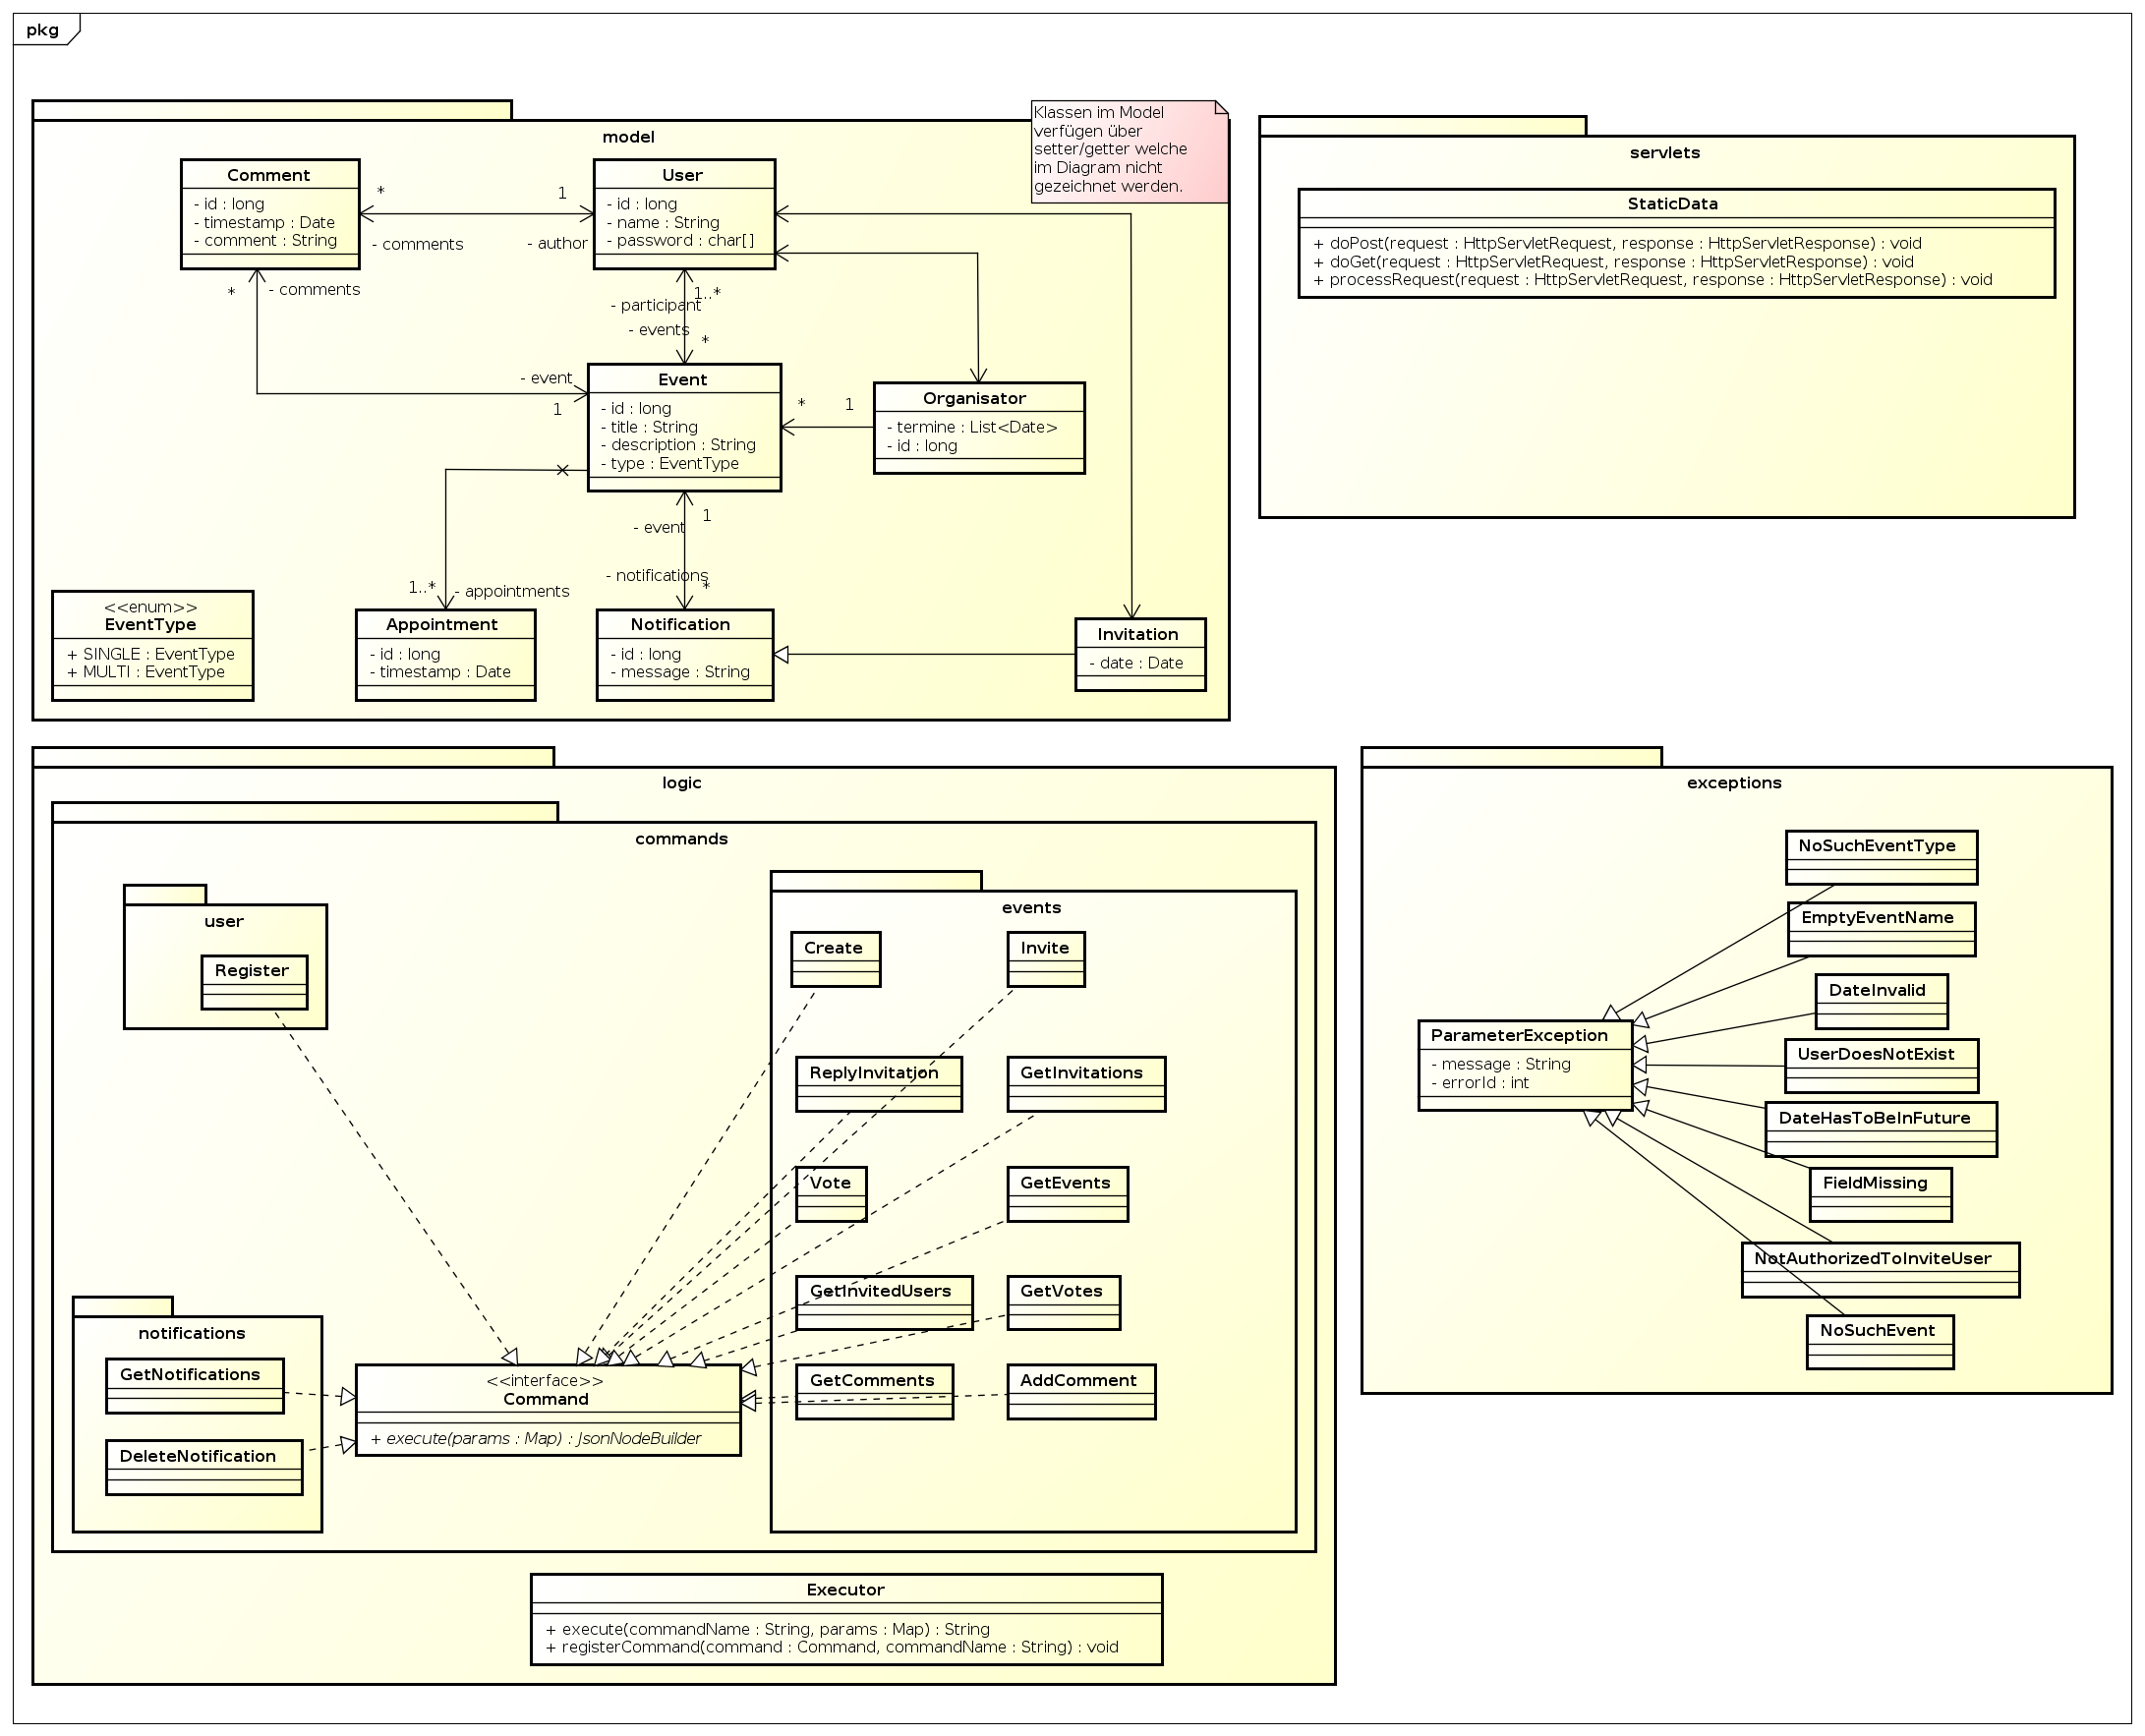 pkg
model
Klassen im Model
verfügen über
setter/getter welche
im Diagram nicht
gezeichnet werden.
Comment
- id : long
- timestamp : Date
- comment : String
*
- comments
1
- author
User
- id : long
- name : String
- password : char[]
*
- comments
1..*
- participant
- events
*
- event
1
Event
- id : long
- title : String
- description : String
- type : EventType
*
1
Organisator
- termine : List<Date>
- id : long
1
- event
- notifications
*
1..*
- appointments
<<enum>>
EventType
+ SINGLE : EventType
+ MULTI : EventType
Appointment
- id : long
- timestamp : Date
Notification
- id : long
- message : String
Invitation
- date : Date
servlets
StaticData
+ doPost(request : HttpServletRequest, response : HttpServletResponse) : void
+ doGet(request : HttpServletRequest, response : HttpServletResponse) : void
+ processRequest(request : HttpServletRequest, response : HttpServletResponse) : void
logic
commands
user
Register
events
Create
Invite
ReplyInvitation
GetInvitations
Vote
GetEvents
GetInvitedUsers
GetVotes
GetComments
AddComment
notifications
GetNotifications
DeleteNotification
<<interface>>
Command
+ execute(params : Map) : JsonNodeBuilder
Executor
+ execute(commandName : String, params : Map) : String
+ registerCommand(command : Command, commandName : String) : void
exceptions
NoSuchEventType
EmptyEventName
DateInvalid
ParameterException
- message : String
- errorId : int
UserDoesNotExist
DateHasToBeInFuture
FieldMissing
NotAuthorizedToInviteUser
NoSuchEvent